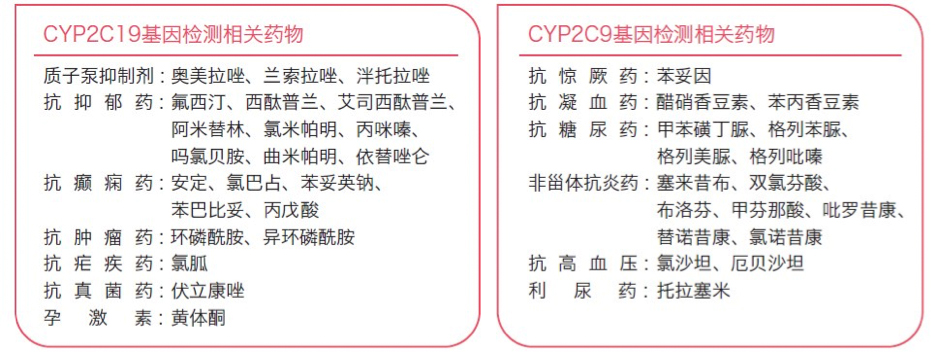 CYP2C19基因检测相关药物
质子泵抑制剂：奥美拉唑、兰索拉唑、泮托拉唑
抗抑郁药：氟西汀、西酞普兰、艾司西酞普兰、
阿米替林、氯米帕明、丙咪嗪、
吗氯贝胺、曲米帕明、依替唑仑
抗癫痫药：安定、氯巴占、苯妥英钠、
苯巴比妥、丙戊酸
抗肿瘤药：环磷酰胺、异环磷酰胺
抗疟疾药：氯胍
抗真菌药：伏立康唑
孕激素：黄体酮
CYP2C9基因检测相关药物
抗惊厥药：苯妥因
抗凝血药：醋硝香豆素、苯丙香豆素
抗糖尿药：甲苯磺丁脲、格列苯脲、
格列美脲、格列吡嗪
非甾体抗炎药：塞来昔布、双氯芬酸、
布洛芬、甲芬那酸、吡罗昔康、
替诺昔康、氯诺昔康
抗高血压：氯沙坦、厄贝沙坦
利尿药：托拉塞米